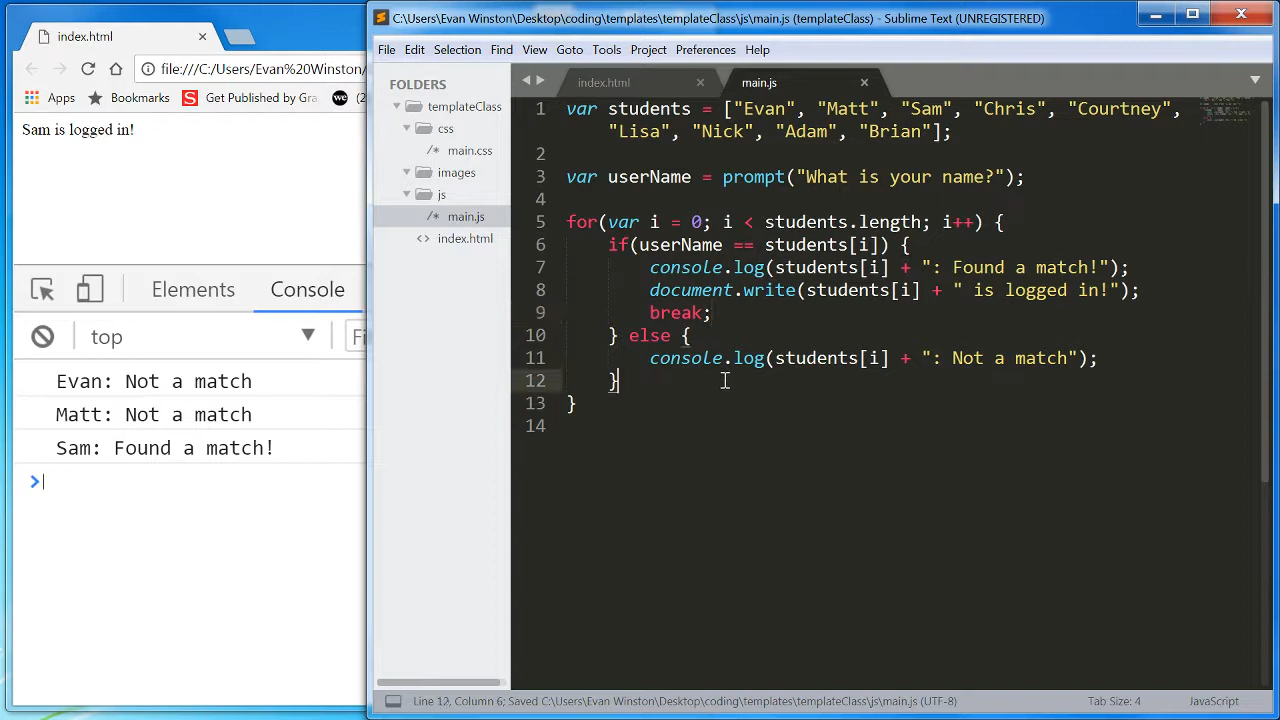 index.html
file:///C:/Users/Evan%20Winston/
Apps
Bookmarks
Get Published by Gra
we
(2
Sam is logged in!
Elements
Console
top
Fi
Evan: Not a match
Matt: Not a match
Sam: Found a match!
>
C:\Users\Evan Winston\Desktop\coding\templates\templateClass\js\main.js (templateClass) - Sublime Text (UNREGISTERED)
File Edit Selection Find View Goto Tools Project Preferences Help
FOLDERS
templateClass
css
/* main.css
images
js
/* main.js
<> index.html
index.html
main.js
1 var students = ["Evan", "Matt", "Sam", "Chris", "Courtney",
"Lisa", "Nick", "Adam", "Brian"];
2
3 var userName = prompt("What is your name?");
4
5 for(var i = 0; i < students.length; i++) {
6 if(userName == students[i]) {
7 console.log(students[i] + ": Found a match!");
8 document.write(students[i] + " is logged in!");
9 break;
10 } else {
11 console.log(students[i] + ": Not a match");
12 }
13 }
14
Line 12, Column 6; Saved C:\Users\Evan Winston\Desktop\coding\templates\templateClass\js\main.js (UTF-8)
Tab Size: 4
JavaScript